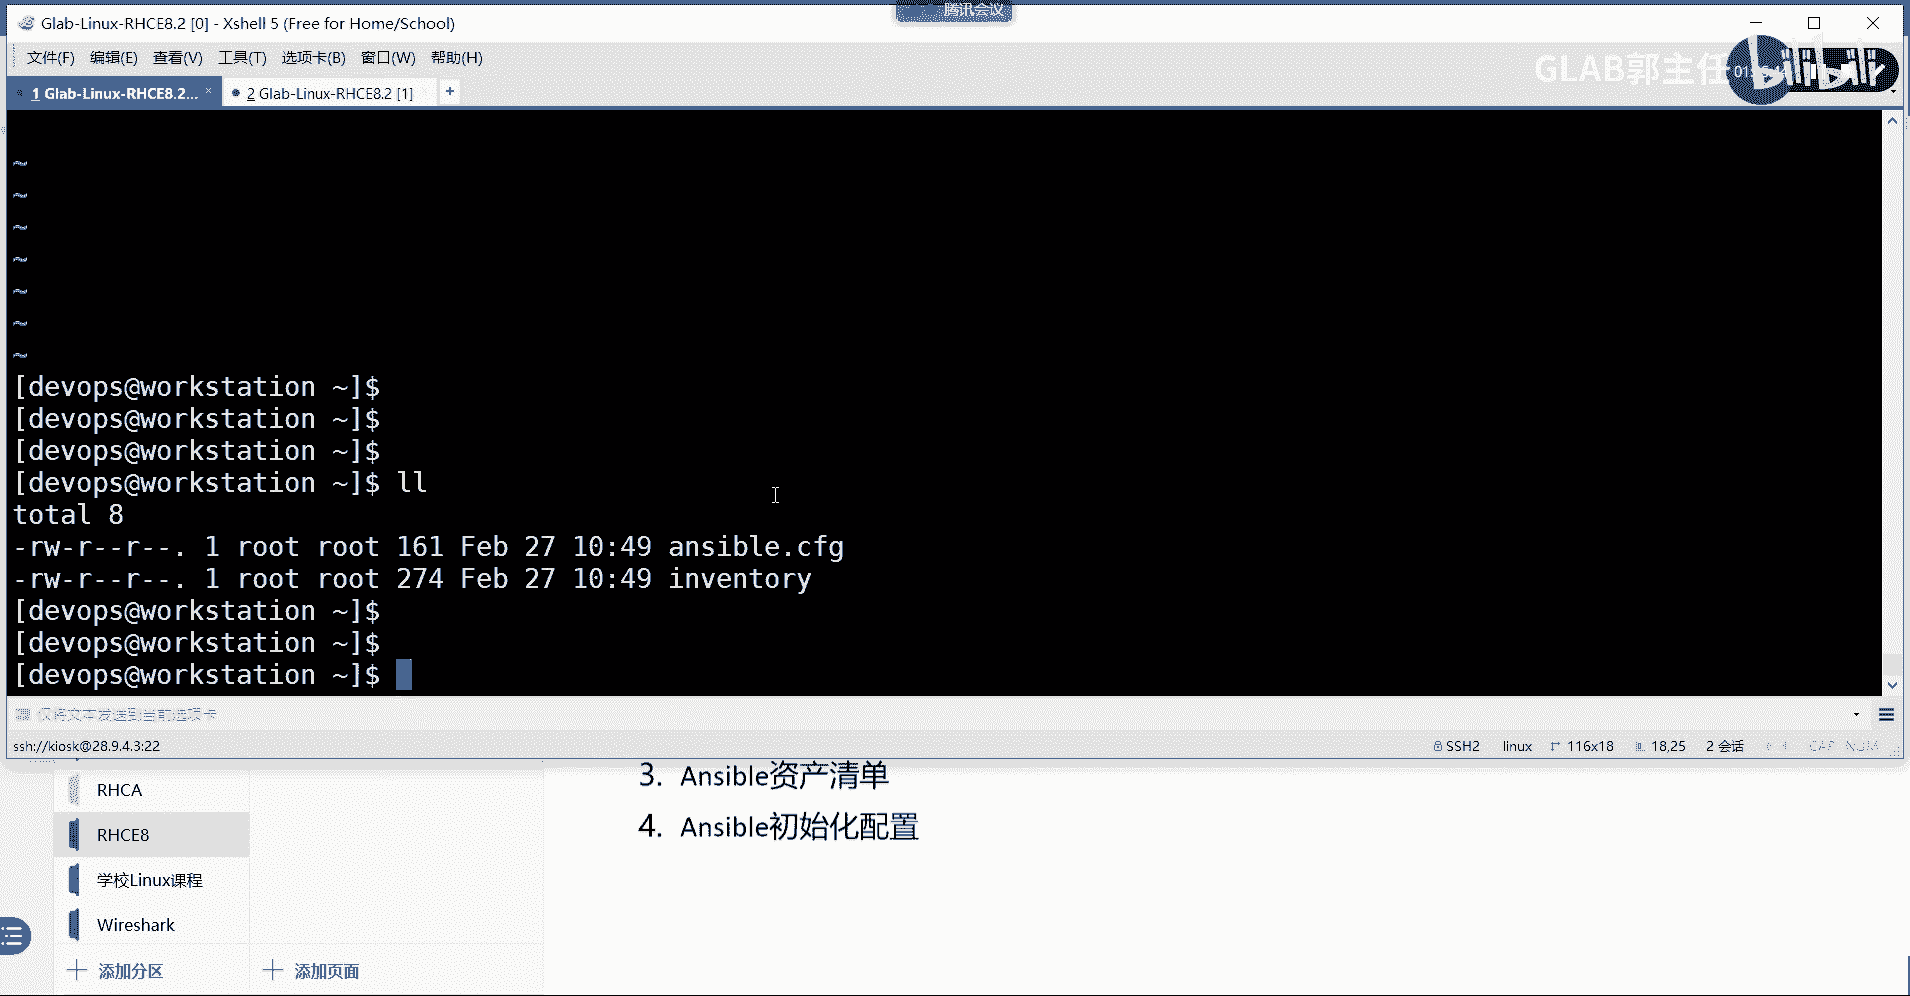 腾讯会议
Glab-Linux-RHCE8.2 [0] - Xshell 5 (Free for Home/School)
文件(F) 编辑(E) 查看(V) 工具(T) 选项卡(B) 窗口(W) 帮助(H)
GLAB郭主任
bilibili
1 Glab-Linux-RHCE8.2... × 2 Glab-Linux-RHCE8.2 [1] +
~
~
~
~
~
~
~
[devops@workstation ~]$
[devops@workstation ~]$
[devops@workstation ~]$
[devops@workstation ~]$ ll
total 8
-rw-r--r--. 1 root root 161 Feb 27 10:49 ansible.cfg
-rw-r--r--. 1 root root 274 Feb 27 10:49 inventory
[devops@workstation ~]$
[devops@workstation ~]$
[devops@workstation ~]$
仅将文本发送到当前选项卡
ssh://kiosk@28.9.4.3:22 SSH2 linux 116x18 18,25 2 会话 CAP NUM
3. Ansible资产清单
4. Ansible初始化配置
RHCA
RHCE8
学校Linux课程
Wireshark
添加分区 添加页面